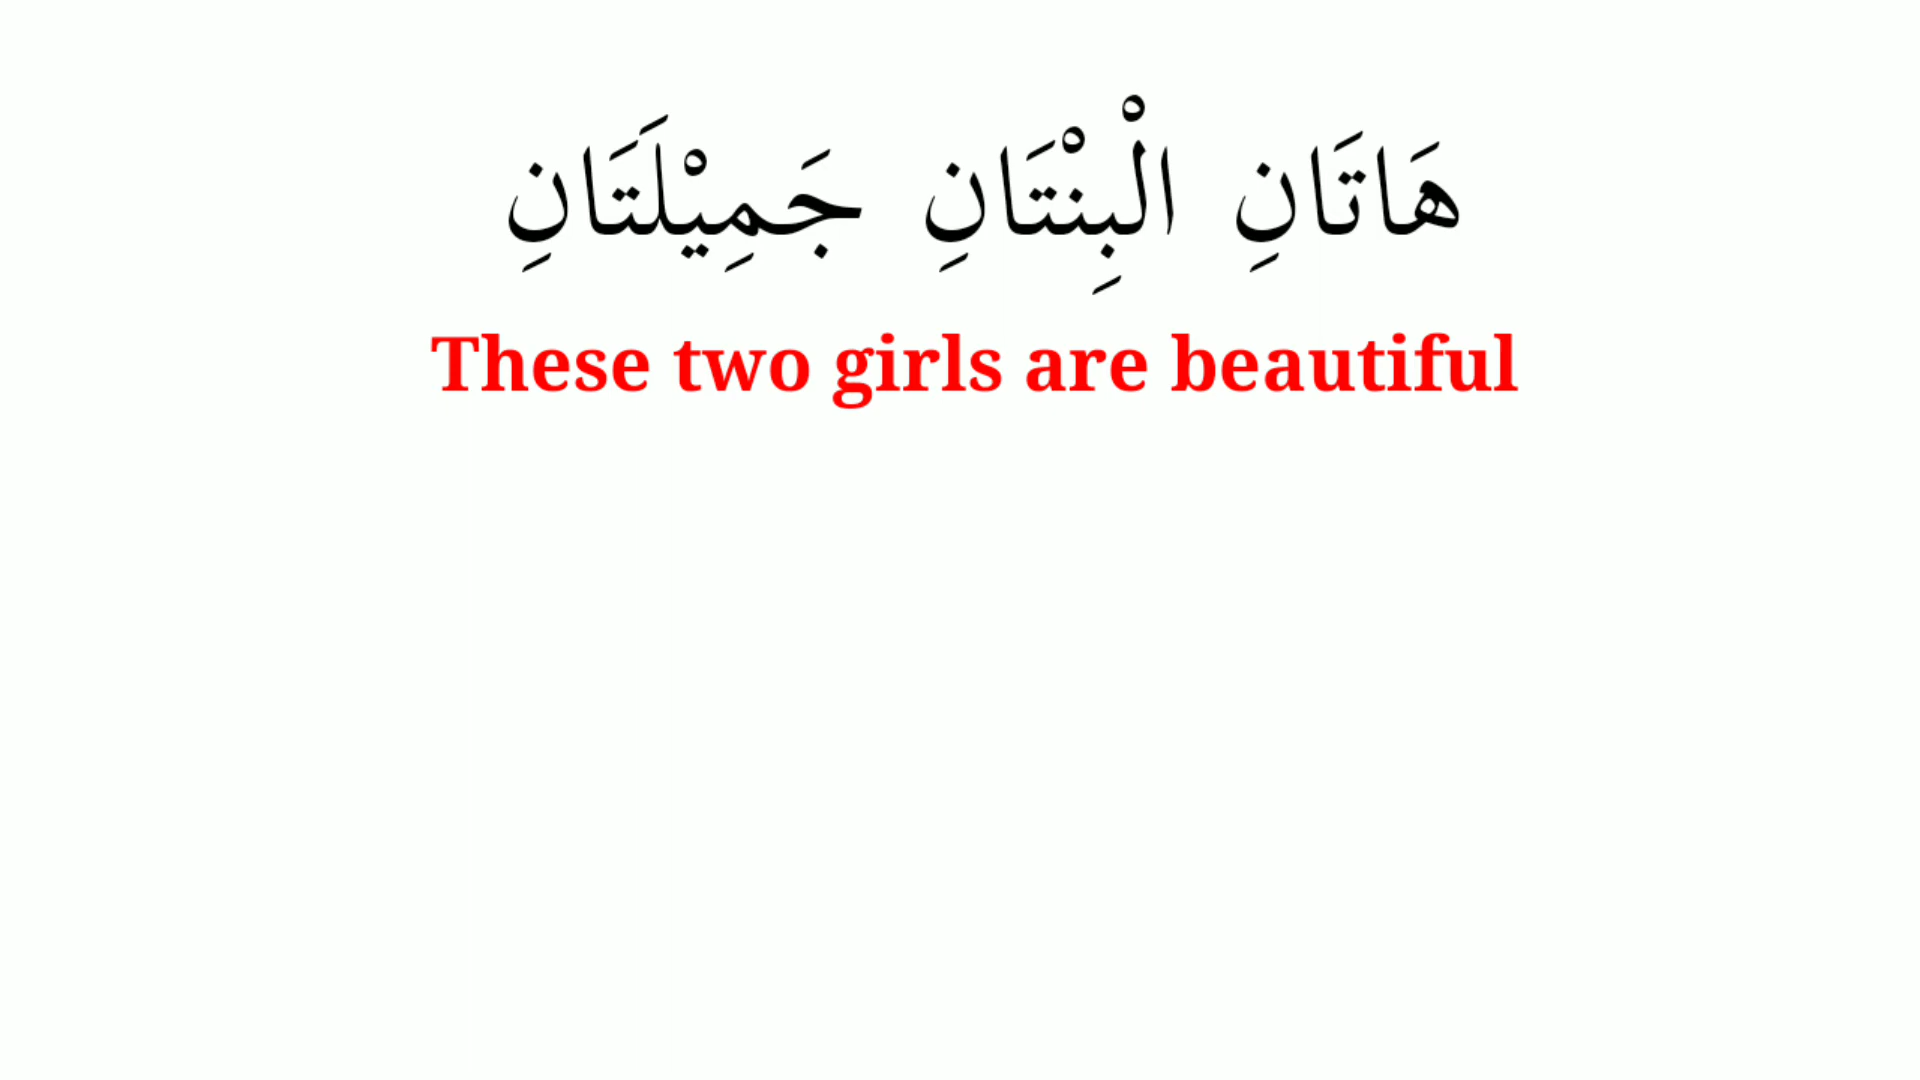 هَاتَانِ الْبِنْتَانِ جَمِيْلَتَانِ
These two girls are beautiful